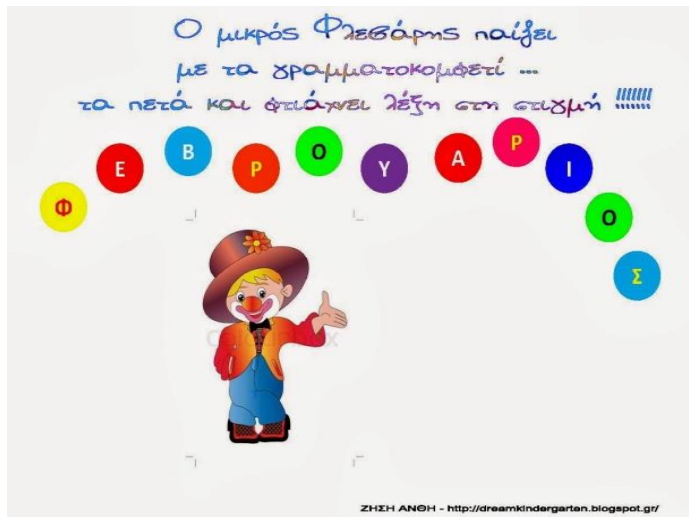 Ο μικρός Φλεβάρης παίζει
με τα γραμματοκομφετί ...
τα πετά και φτιάχνει λέξη στη στιγμή !!!!!!!
ΦΕΒΡΟΥΑΡΙΟΣ
ΖΗΣΗ ΑΝΘΗ - http://dreamkindergarten.blogspot.gr/